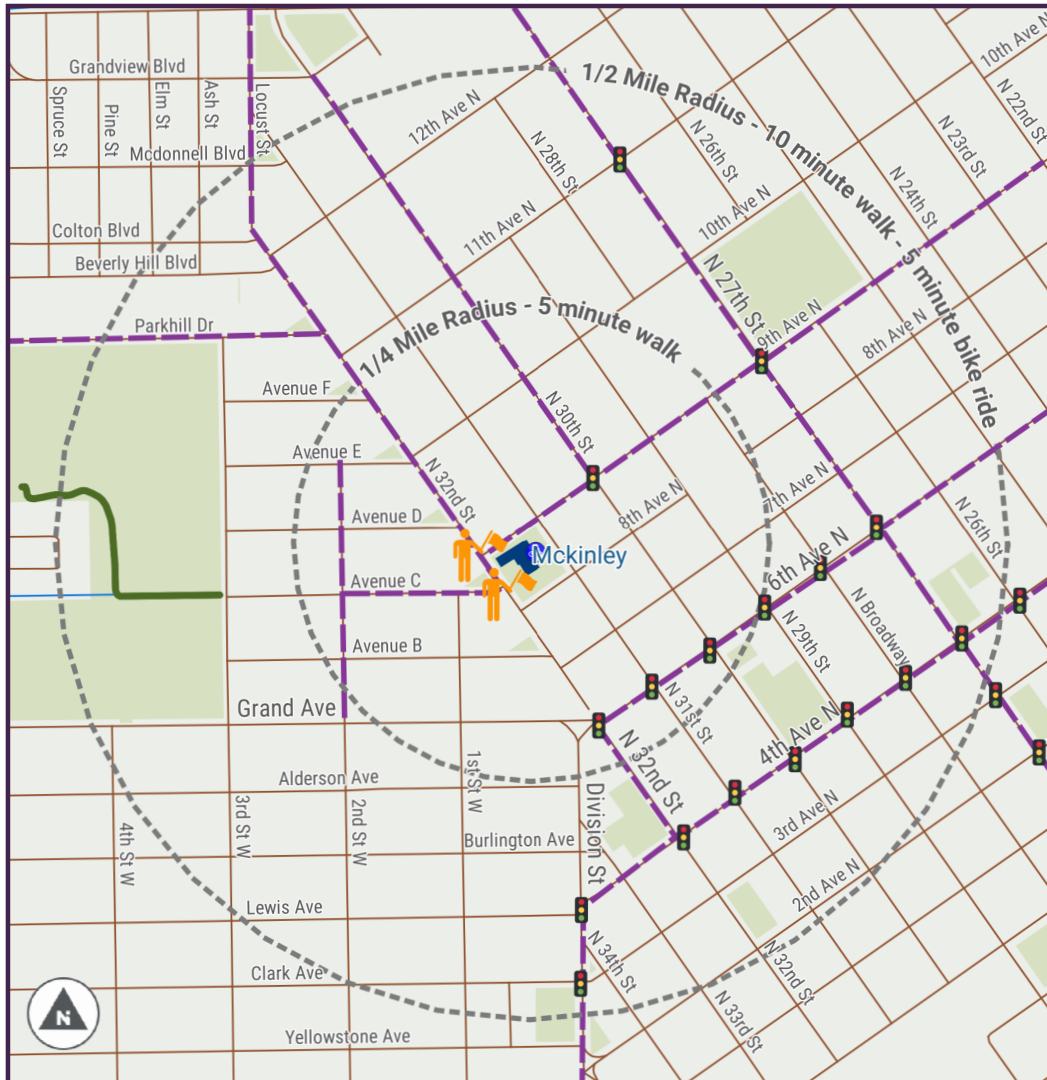 10th Ave N
Grandview Blvd
1/2 Mile Radius - 10 minute walk - 5 minute bike ride
Spruce St
Pine St
Elm St
Ash St
Locust St
12th Ave N
N 22nd St
N 28th St
N 26th St
N 23rd St
Mcdonnell Blvd
N 24th St
10th Ave N
11th Ave N
Colton Blvd
Beverly Hill Blvd
N 27th St
Parkhill Dr
1/4 Mile Radius - 5 minute walk
9th Ave N
8th Ave N
Avenue F
N 30th St
Avenue E
N 32nd St
7th Ave N
8th Ave N
Avenue D
N 26th St
Mckinley
6th Ave N
Avenue C
N Broadway
N 29th St
Avenue B
Grand Ave
N 31st St
4th Ave N
N 32nd St
Alderson Ave
1st St W
3rd St W
2nd St W
4th St W
Division St
3rd Ave N
Burlington Ave
2nd Ave N
Lewis Ave
N 34th St
N 32nd St
Clark Ave
N 33rd St
N
Yellowstone Ave